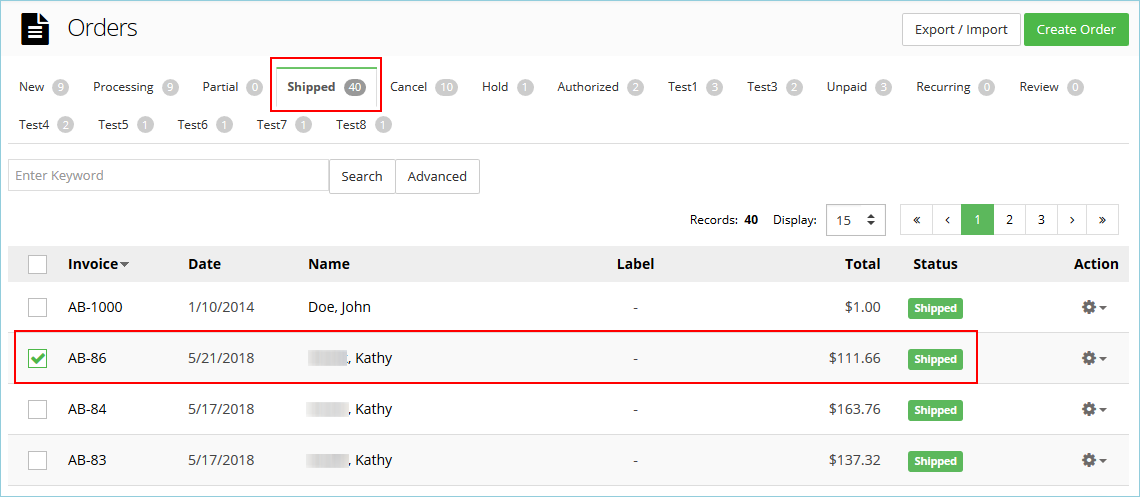 Orders
Export / Import
Create Order
New 9 Processing 9 Partial 0 Shipped 40 Cancel 10 Hold 1 Authorized 2 Test1 3 Test3 2 Unpaid 3 Recurring 0 Review 0
Test4 2 Test5 1 Test6 1 Test7 1 Test8 1
Enter Keyword Search Advanced
Records: 40 Display: 15 « ‹ 1 2 3 › »
Invoice Date Name Label Total Status Action
AB-1000 1/10/2014 Doe, John - $1.00 Shipped
AB-86 5/21/2018 , Kathy - $111.66 Shipped
AB-84 5/17/2018 , Kathy - $163.76 Shipped
AB-83 5/17/2018 , Kathy - $137.32 Shipped